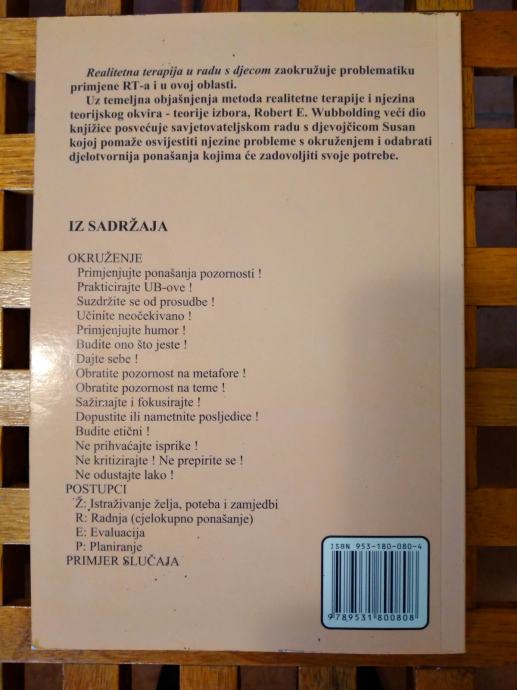 Realitetna terapija u radu s djecom zaokružuje problematiku
primjene RT-a i u ovoj oblasti.
Uz temeljna objašnjenja metoda realitetne terapije i njezina
teorijskog okvira - teorije izbora, Robert E. Wubbolding veći dio
knjižice posvećuje savjetovateljskom radu s djevojčicom Susan
kojoj pomaže osvijestiti njezine probleme s okruženjem i odabrati
djelotvornija ponašanja kojima će zadovoljiti svoje potrebe.
IZ SADRŽAJA
OKRUŽENJE
Primjenjujte ponašanja pozornosti !
Prakticirajte UB-ove !
Suzdržite se od prosudbe !
Učinite neočekivano !
Primjenjujte humor !
Budite ono što jeste !
Dajte sebe !
Obratite pozornost na metafore !
Obratite pozornost na teme !
Sažimajte i fokusirajte !
Dopustite ili nametnite posljedice !
Budite etični !
Ne prihvaćajte isprike !
Ne kritizirajte ! Ne prepirite se !
Ne odustajte lako !
POSTUPCI
Ž: Istraživanje želja, poteba i zamjedbi
R: Radnja (cjelokupno ponašanje)
E: Evaluacija
P: Planiranje
PRIMJER SLUČAJA
ISBN 953-180-080-4
9 789531 800808